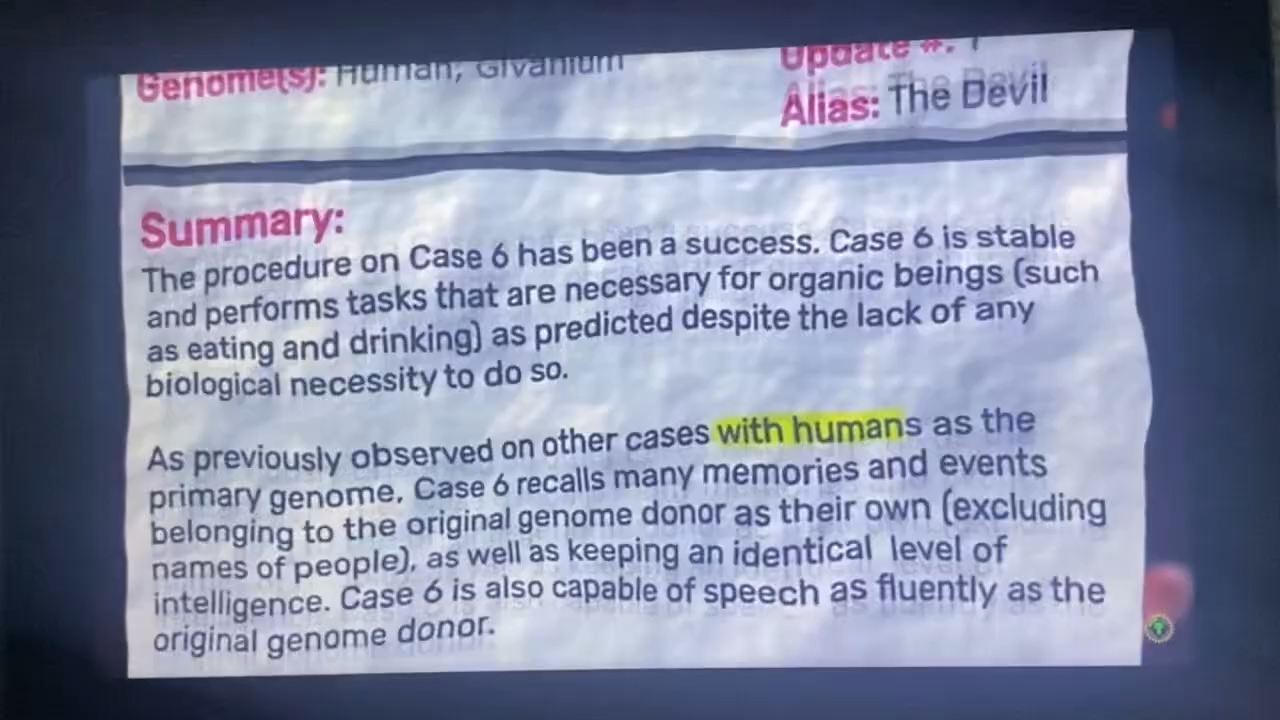 Genome(s): Human, Givanium
Update #: 1
Alias: The Devil
Summary:
The procedure on Case 6 has been a success. Case 6 is stable
and performs tasks that are necessary for organic beings (such
as eating and drinking) as predicted despite the lack of any
biological necessity to do so.
As previously observed on other cases with humans as the
primary genome, Case 6 recalls many memories and events
belonging to the original genome donor as their own (excluding
names of people), as well as keeping an identical level of
intelligence. Case 6 is also capable of speech as fluently as the
original genome donor.